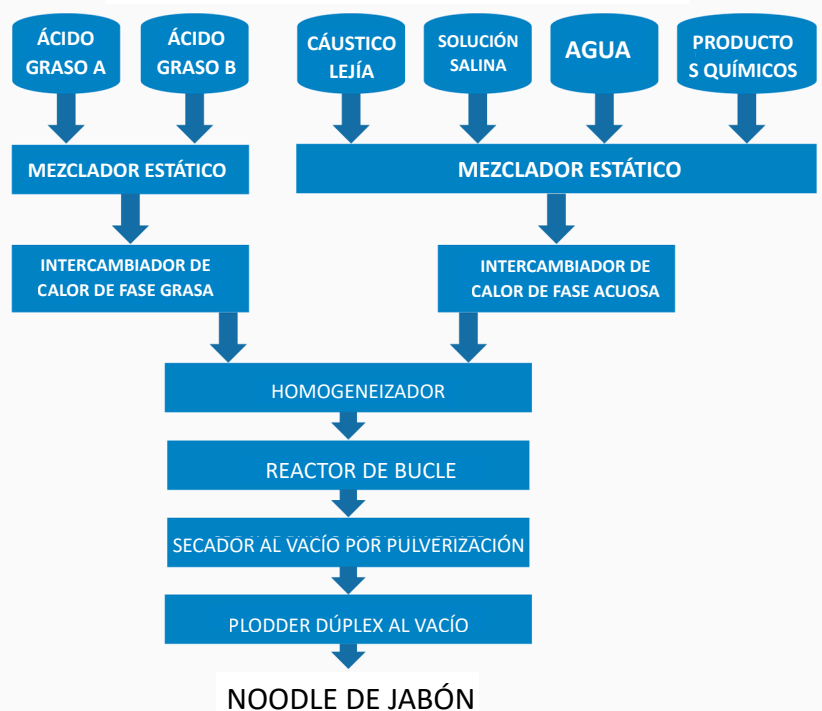 ÁCIDO
GRASO A
ÁCIDO
GRASO B
CÁUSTICO
LEJÍA
SOLUCIÓN
SALINA
AGUA
PRODUCTO
S QUÍMICOS
MEZCLADOR ESTÁTICO
MEZCLADOR ESTÁTICO
INTERCAMBIADOR DE
CALOR DE FASE GRASA
INTERCAMBIADOR DE
CALOR DE FASE ACUOSA
HOMOGENEIZADOR
REACTOR DE BUCLE
SECADOR AL VACÍO POR PULVERIZACIÓN
PLODDER DÚPLEX AL VACÍO
NOODLE DE JABÓN